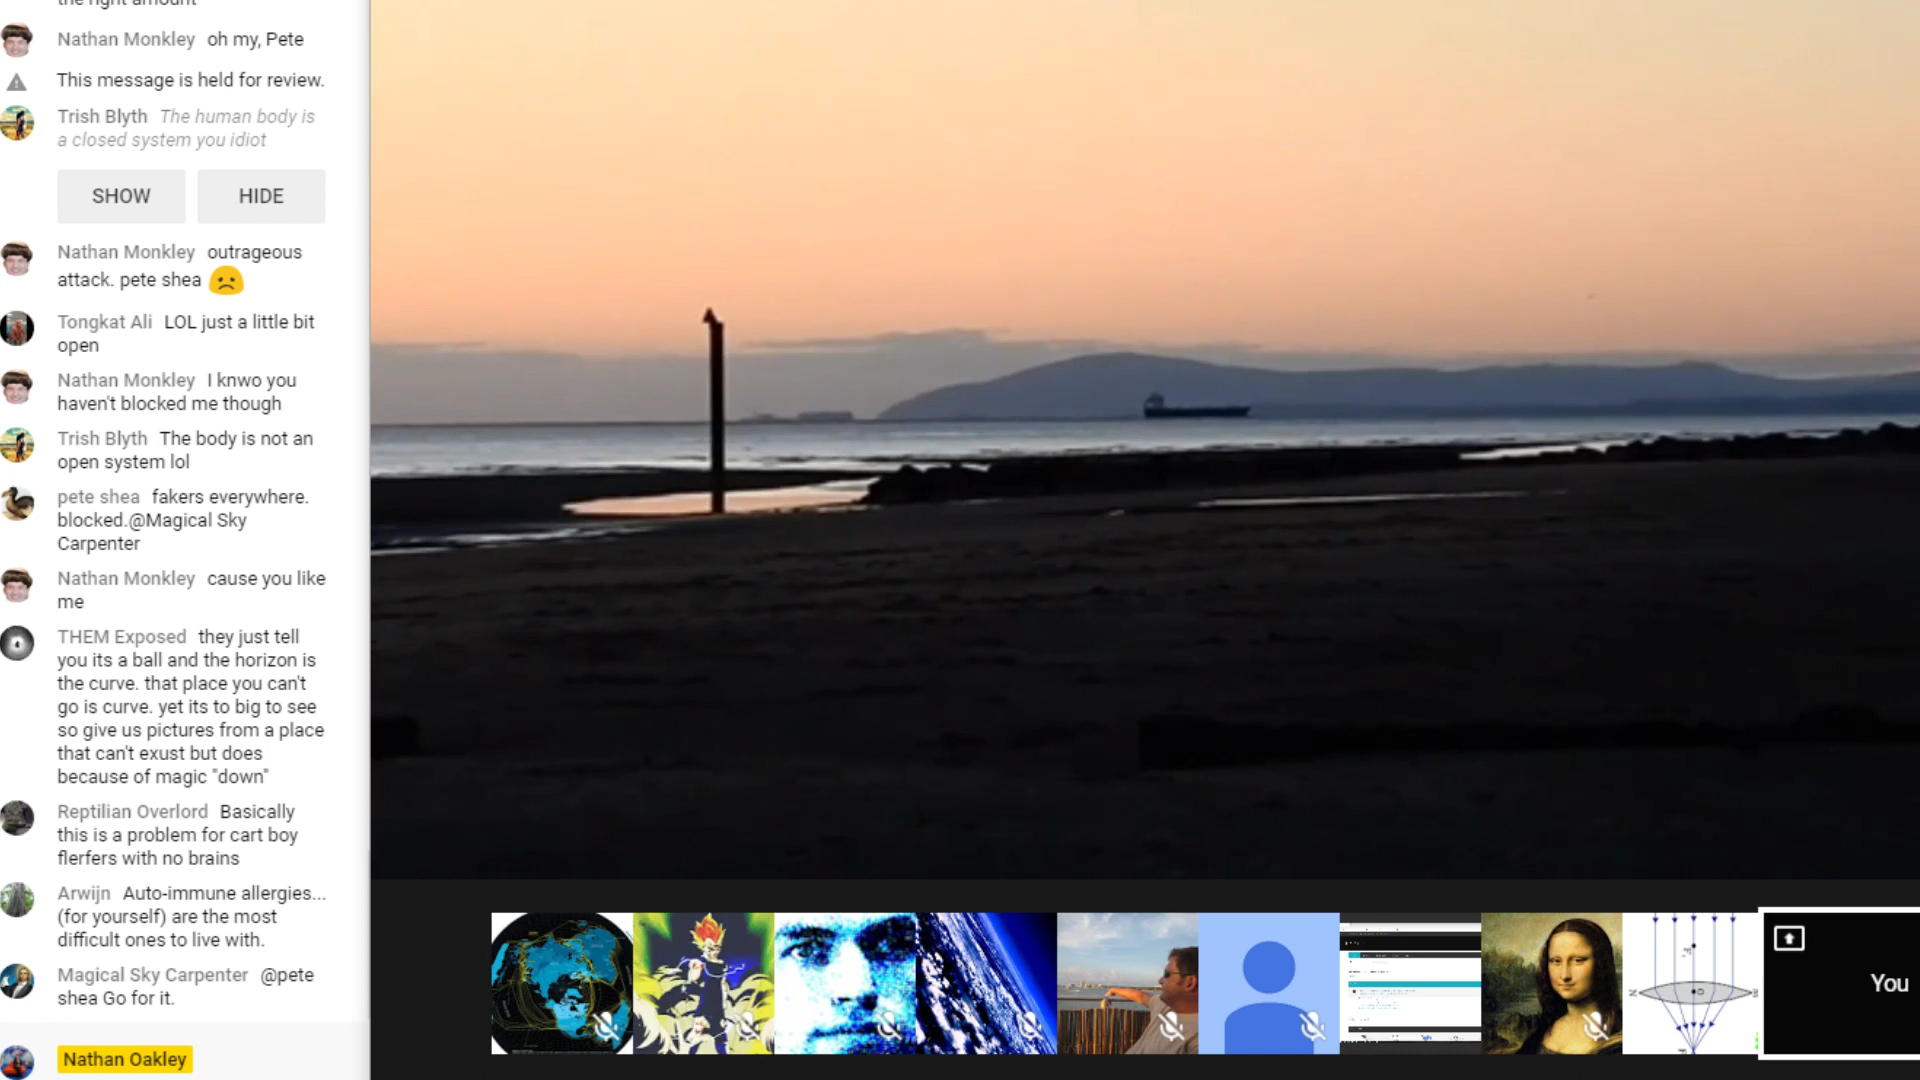 the right amount
Nathan Monkley oh my, Pete
This message is held for review.
Trish Blyth The human body is
a closed system you idiot
SHOW HIDE
Nathan Monkley outrageous
attack. pete shea
Tongkat Ali LOL just a little bit
open
Nathan Monkley I knwo you
haven't blocked me though
Trish Blyth The body is not an
open system lol
pete shea fakers everywhere.
blocked.@Magical Sky
Carpenter
Nathan Monkley cause you like
me
THEM Exposed they just tell
you its a ball and the horizon is
the curve. that place you can't
go is curve. yet its to big to see
so give us pictures from a place
that can't exust but does
because of magic "down"
Reptilian Overlord Basically
this is a problem for cart boy
flerfers with no brains
Arwijn Auto-immune allergies...
(for yourself) are the most
difficult ones to live with.
Magical Sky Carpenter @pete
shea Go for it.
Nathan Oakley
You